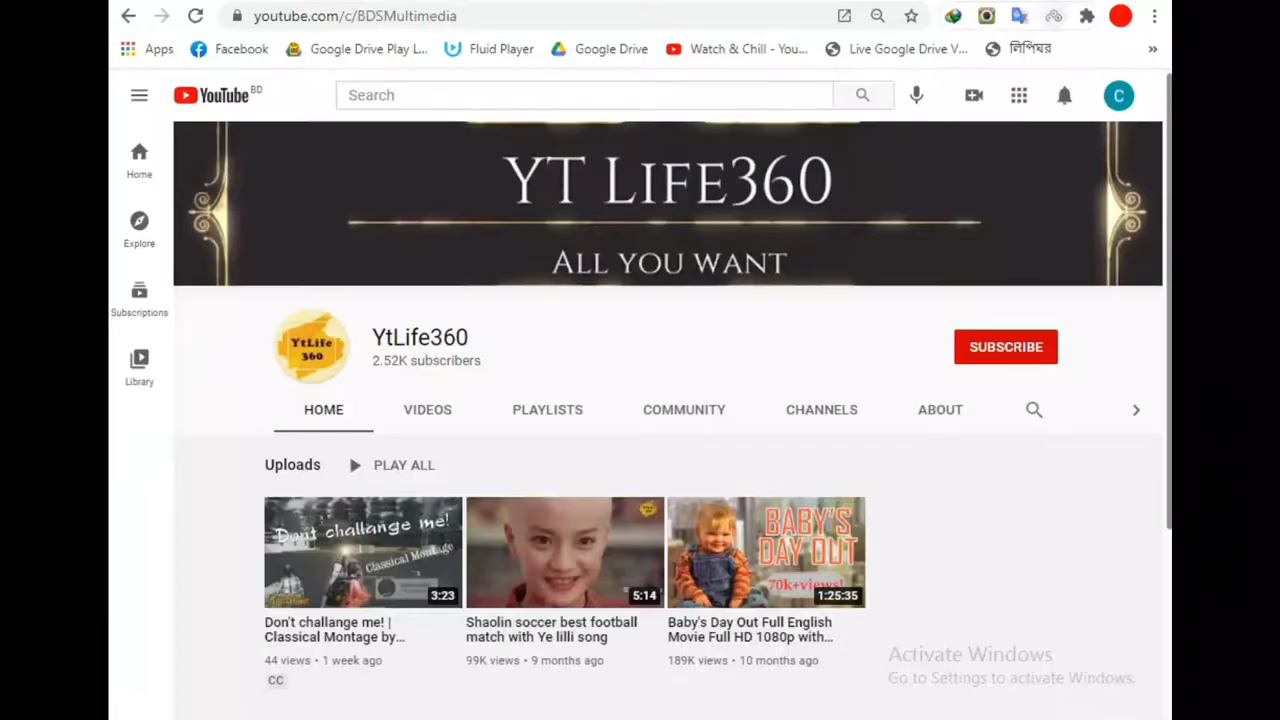 youtube.com/c/BDSMultimedia
Apps Facebook Google Drive Play L... Fluid Player Google Drive Watch & Chill - You... Live Google Drive V... লিপিঘর »
YouTube BD Search C
YT LIFE360
ALL YOU WANT
Home
Explore
Subscriptions
Library
YtLife 360
YtLife360
2.52K subscribers
SUBSCRIBE
HOME VIDEOS PLAYLISTS COMMUNITY CHANNELS ABOUT
Uploads PLAY ALL
Don't challange me!
Classical Montage
3:23
5:14
BABY'S
DAY OUT
70k+views!
1:25:35
Don't challange me! |
Classical Montage by...
44 views • 1 week ago
CC
Shaolin soccer best football
match with Ye lilli song
99K views • 9 months ago
Baby's Day Out Full English
Movie Full HD 1080p with...
189K views • 10 months ago
Activate Windows
Go to Settings to activate Windows.